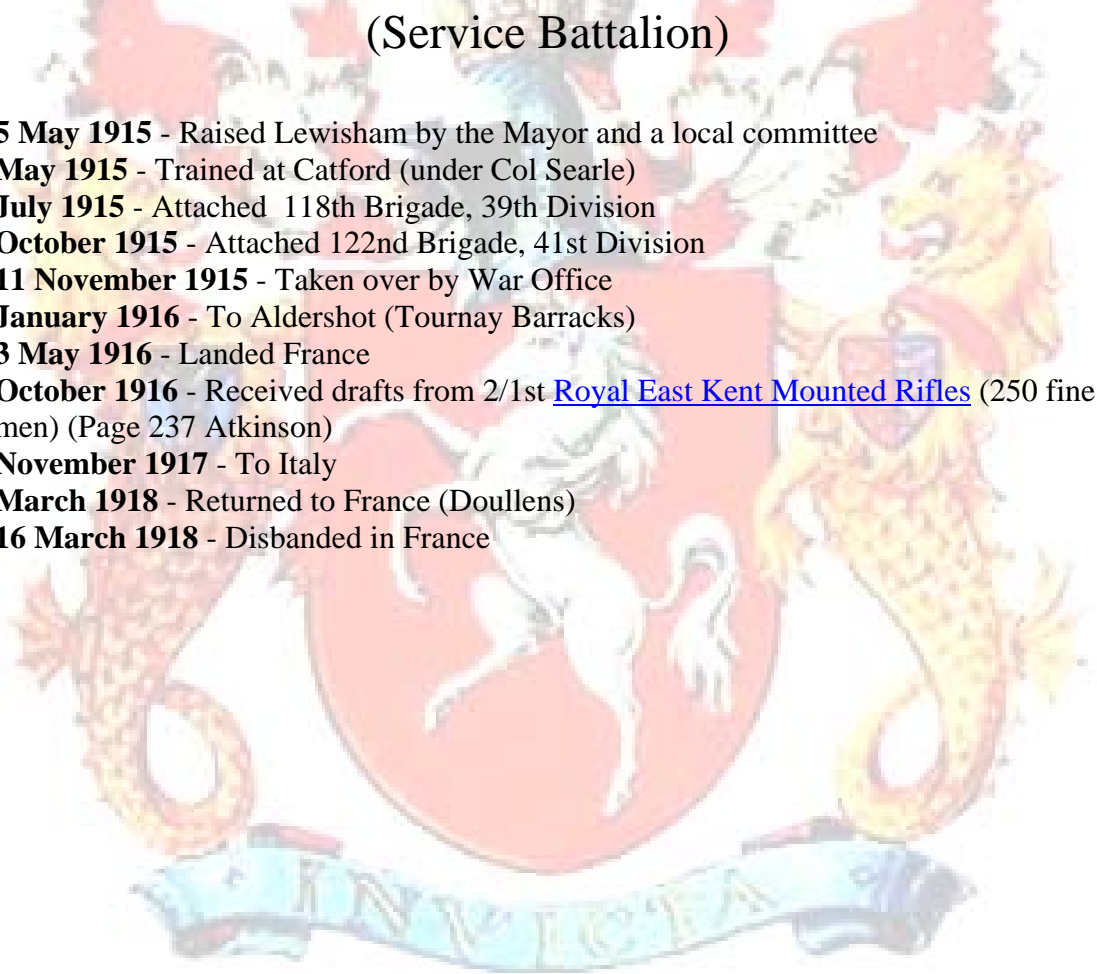 (Service Battalion)
5 May 1915 - Raised Lewisham by the Mayor and a local committee
May 1915 - Trained at Catford (under Col Searle)
July 1915 - Attached  118th Brigade, 39th Division
October 1915 - Attached 122nd Brigade, 41st Division
11 November 1915 - Taken over by War Office
January 1916 - To Aldershot (Tournay Barracks)
3 May 1916 - Landed France
October 1916 - Received drafts from 2/1st Royal East Kent Mounted Rifles (250 fine
men) (Page 237 Atkinson)
November 1917 - To Italy
March 1918 - Returned to France (Doullens)
16 March 1918 - Disbanded in France
INVICTA